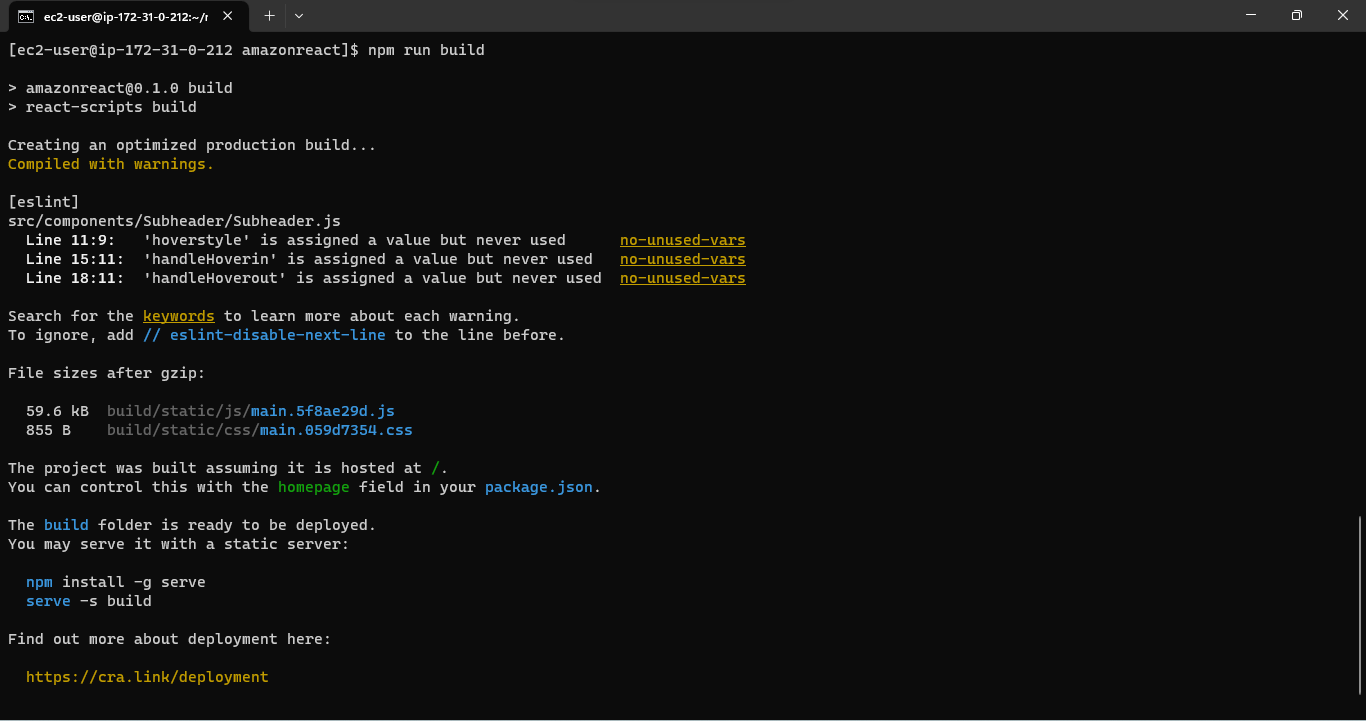 ec2-user@ip-172-31-0-212:~/r
[ec2-user@ip-172-31-0-212 amazonreact]$ npm run build
> amazonreact@0.1.0 build
> react-scripts build
Creating an optimized production build...
Compiled with warnings.
[eslint]
src/components/Subheader/Subheader.js
Line 11:9: 'hoverstyle' is assigned a value but never used no-unused-vars
Line 15:11: 'handleHoverin' is assigned a value but never used no-unused-vars
Line 18:11: 'handleHoverout' is assigned a value but never used no-unused-vars
Search for the keywords to learn more about each warning.
To ignore, add // eslint-disable-next-line to the line before.
File sizes after gzip:
59.6 kB build/static/js/main.5f8ae29d.js
855 B build/static/css/main.059d7354.css
The project was built assuming it is hosted at /.
You can control this with the homepage field in your package.json.
The build folder is ready to be deployed.
You may serve it with a static server:
npm install -g serve
serve -s build
Find out more about deployment here:
https://cra.link/deployment